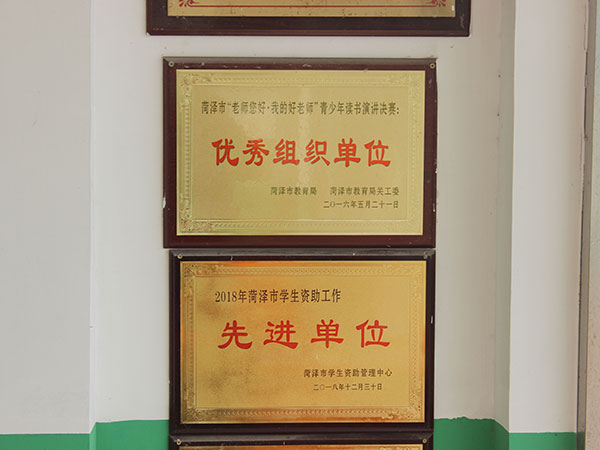 菏泽市“老师您好·我的好老师”青少年读书演讲决赛:
优秀组织单位
菏泽市教育局 菏泽市教育局关工委
二〇一六年五月二十一日
2018年菏泽市学生资助工作
先进单位
菏泽市学生资助管理中心
二〇一八年十二月三十日